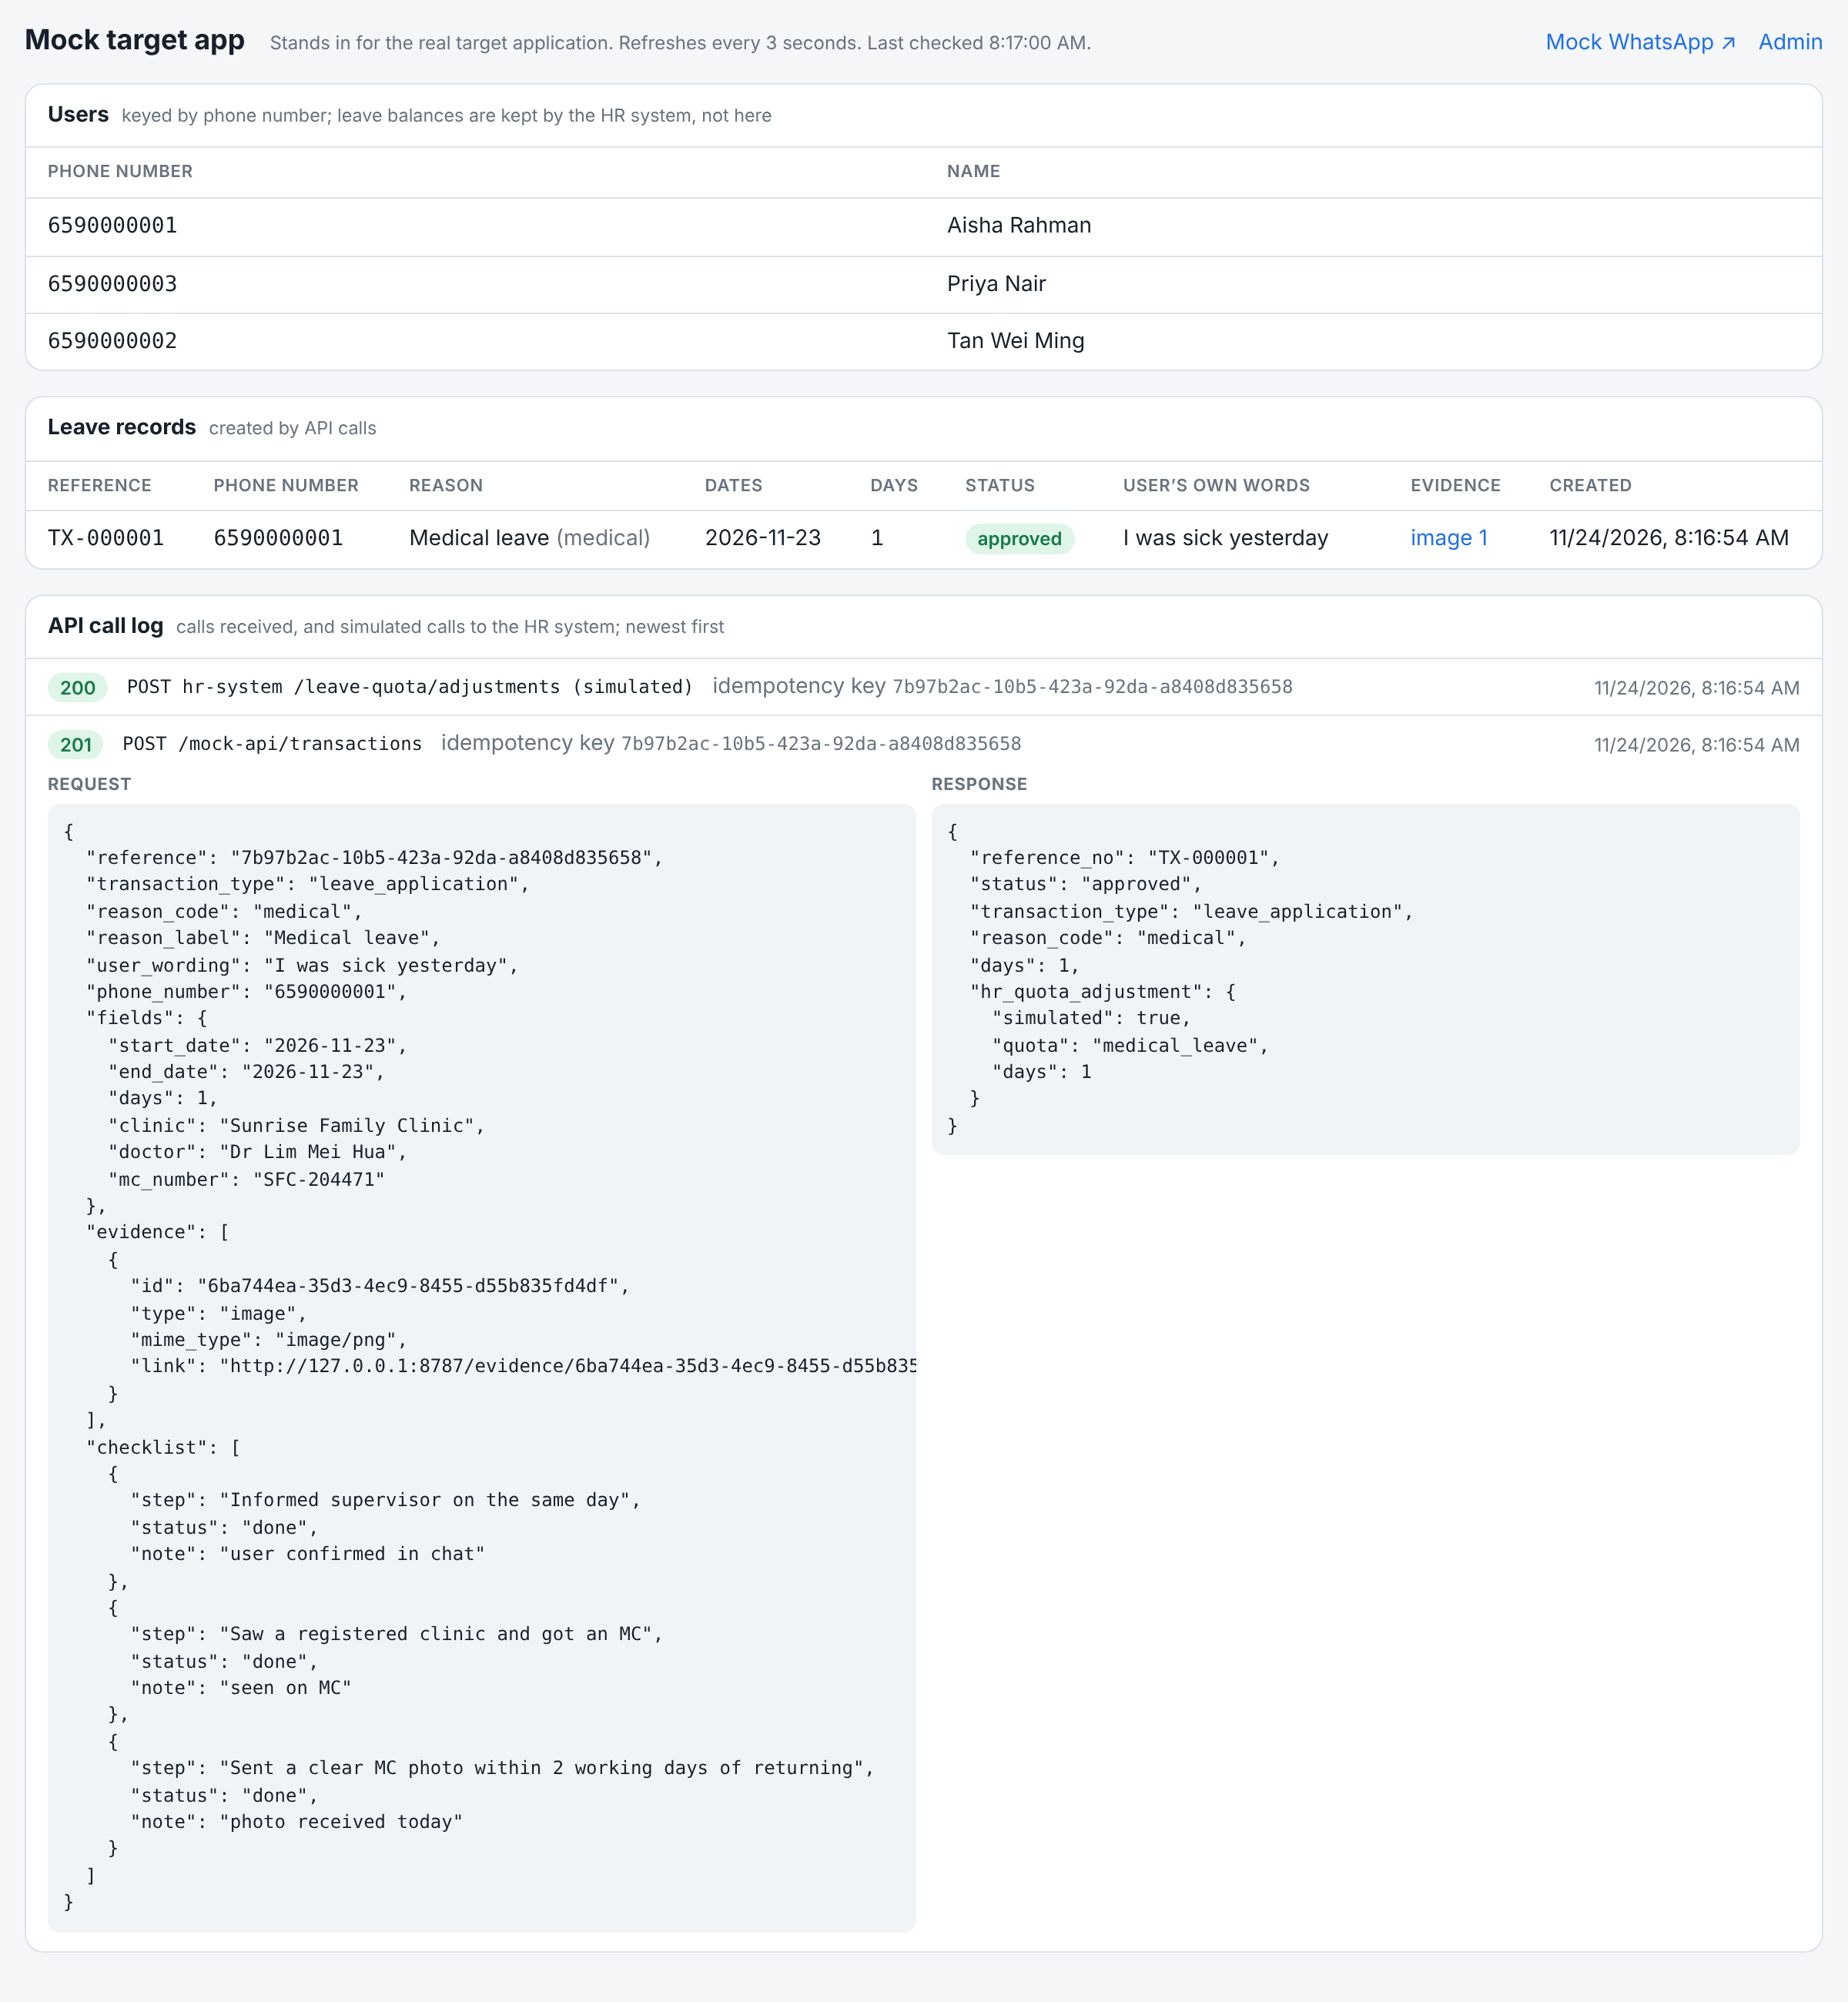 Mock target app Stands in for the real target application. Refreshes every 3 seconds. Last checked 8:17:00 AM. Mock WhatsApp ↗ Admin
Users keyed by phone number; leave balances are kept by the HR system, not here
PHONE NUMBER NAME
6590000001 Aisha Rahman
6590000003 Priya Nair
6590000002 Tan Wei Ming
Leave records created by API calls
REFERENCE PHONE NUMBER REASON DATES DAYS STATUS USER’S OWN WORDS EVIDENCE CREATED
TX-000001 6590000001 Medical leave (medical) 2026-11-23 1 approved I was sick yesterday image 1 11/24/2026, 8:16:54 AM
API call log calls received, and simulated calls to the HR system; newest first
200 POST hr-system /leave-quota/adjustments (simulated) idempotency key 7b97b2ac-10b5-423a-92da-a8408d835658 11/24/2026, 8:16:54 AM
201 POST /mock-api/transactions idempotency key 7b97b2ac-10b5-423a-92da-a8408d835658 11/24/2026, 8:16:54 AM
REQUEST
{
"reference": "7b97b2ac-10b5-423a-92da-a8408d835658",
"transaction_type": "leave_application",
"reason_code": "medical",
"reason_label": "Medical leave",
"user_wording": "I was sick yesterday",
"phone_number": "6590000001",
"fields": {
"start_date": "2026-11-23",
"end_date": "2026-11-23",
"days": 1,
"clinic": "Sunrise Family Clinic",
"doctor": "Dr Lim Mei Hua",
"mc_number": "SFC-204471"
},
"evidence": [
{
"id": "6ba744ea-35d3-4ec9-8455-d55b835fd4df",
"type": "image",
"mime_type": "image/png",
"link": "http://127.0.0.1:8787/evidence/6ba744ea-35d3-4ec9-8455-d55b835
}
],
"checklist": [
{
"step": "Informed supervisor on the same day",
"status": "done",
"note": "user confirmed in chat"
},
{
"step": "Saw a registered clinic and got an MC",
"status": "done",
"note": "seen on MC"
},
{
"step": "Sent a clear MC photo within 2 working days of returning",
"status": "done",
"note": "photo received today"
}
]
}
RESPONSE
{
"reference_no": "TX-000001",
"status": "approved",
"transaction_type": "leave_application",
"reason_code": "medical",
"days": 1,
"hr_quota_adjustment": {
"simulated": true,
"quota": "medical_leave",
"days": 1
}
}